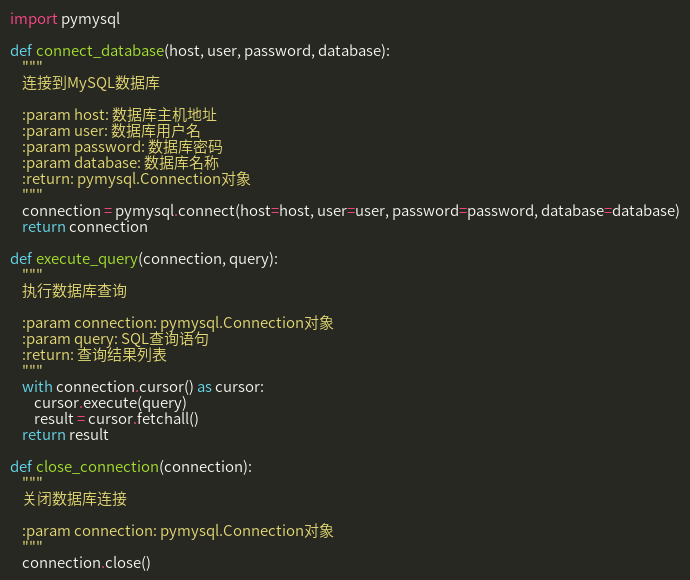 import pymysql
def connect_database(host, user, password, database):
"""
连接到MySQL数据库
:param host: 数据库主机地址
:param user: 数据库用户名
:param password: 数据库密码
:param database: 数据库名称
:return: pymysql.Connection对象
"""
connection = pymysql.connect(host=host, user=user, password=password, database=database)
return connection
def execute_query(connection, query):
"""
执行数据库查询
:param connection: pymysql.Connection对象
:param query: SQL查询语句
:return: 查询结果列表
"""
with connection.cursor() as cursor:
cursor.execute(query)
result = cursor.fetchall()
return result
def close_connection(connection):
"""
关闭数据库连接
:param connection: pymysql.Connection对象
"""
connection.close()